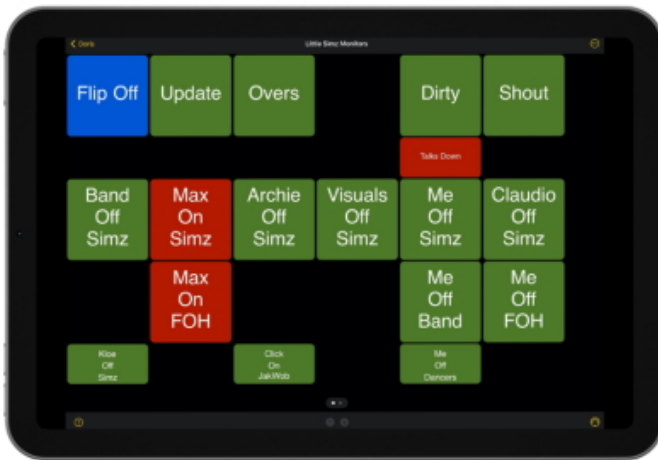 Doris
Little Simz Monitors
Flip Off
Update
Overs
Dirty
Shout
Talks Down
Band
Off
Simz
Max
On
Simz
Archie
Off
Simz
Visuals
Off
Simz
Me
Off
Simz
Claudio
Off
Simz
Max
On
FOH
Me
Off
Band
Me
Off
FOH
Kloe
Off
Simz
Click
On
JakWob
Me
Off
Dancers